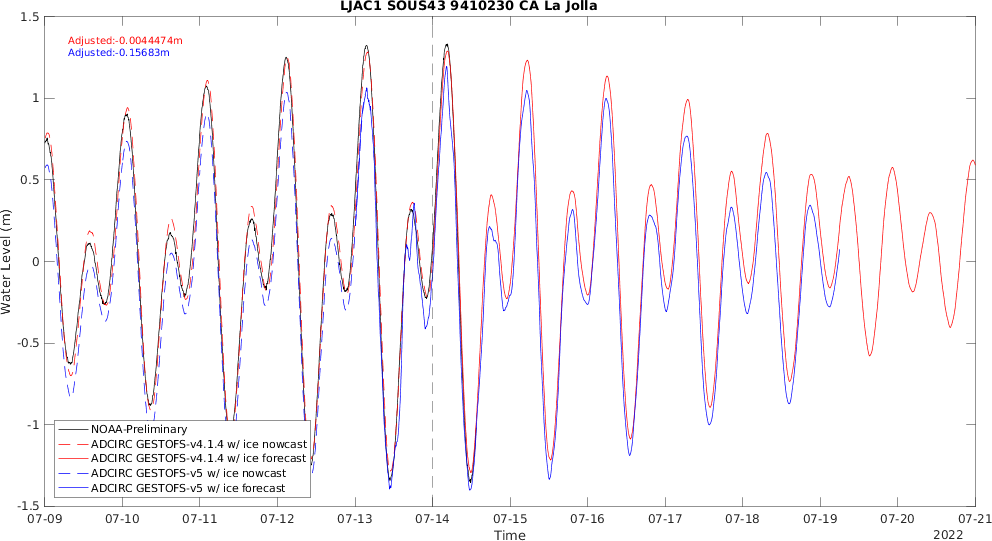 LJAC1 SOUS43 9410230 CA La Jolla
Adjusted:-0.0044474m
Adjusted:-0.15683m
1.5
1
0.5
0
-0.5
-1
-1.5
Water Level (m)
NOAA-Preliminary
ADCIRC GESTOFS-v4.1.4 w/ ice nowcast
ADCIRC GESTOFS-v4.1.4 w/ ice forecast
ADCIRC GESTOFS-v5 w/ ice nowcast
ADCIRC GESTOFS-v5 w/ ice forecast
07-09 07-10 07-11 07-12 07-13 07-14 07-15 07-16 07-17 07-18 07-19 07-20 07-21
Time
2022